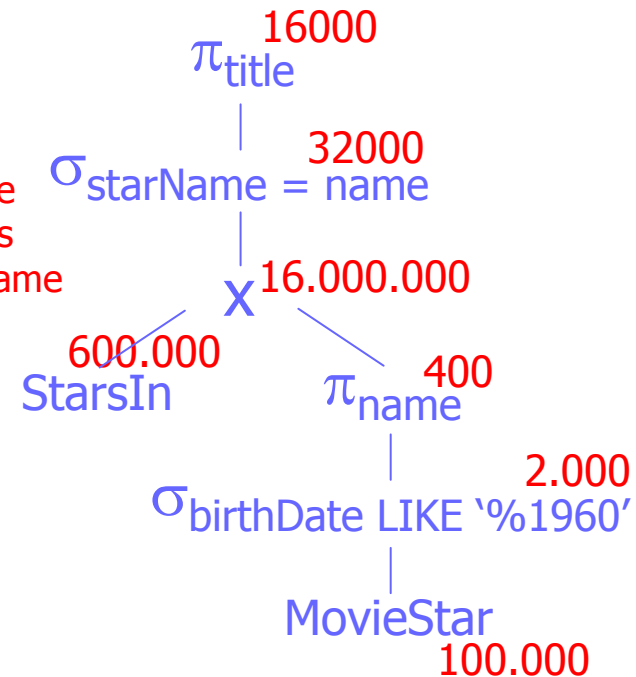 16000
πtitle
32000
σstarName = name
e
s
ame
x 16.000.000
600.000
StarsIn
400
πname
2.000
σbirthDate LIKE ‘%1960’
MovieStar
100.000